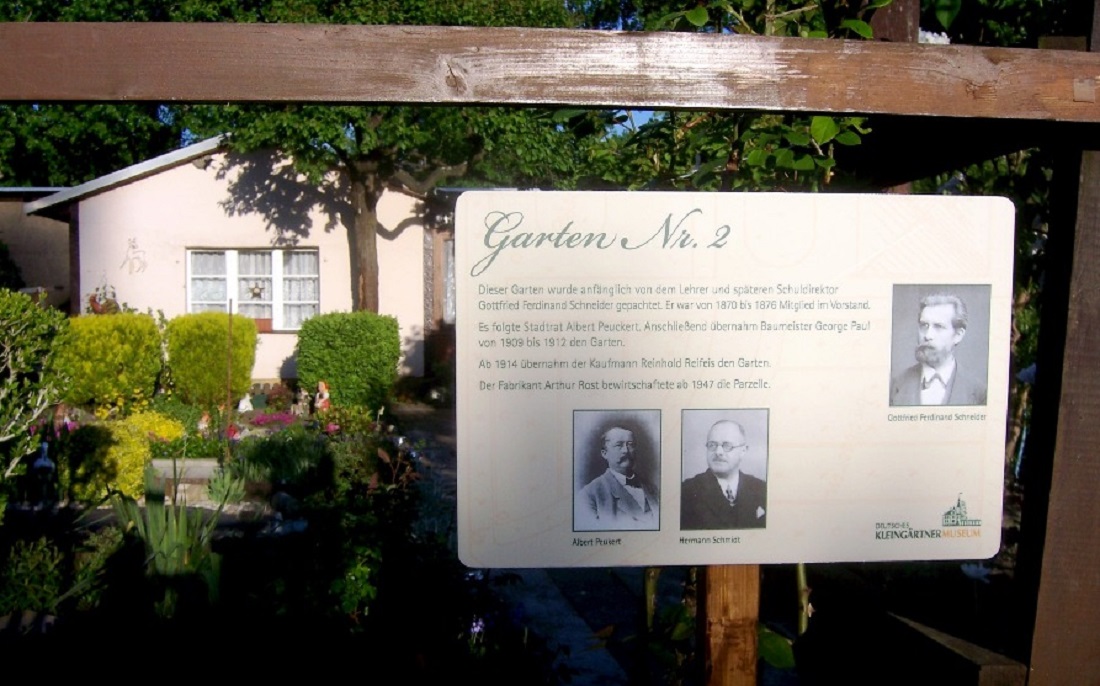 Garten Nr. 2
Dieser Garten wurde anfänglich von dem Lehrer und späteren Schuldirektor
Gottfried Ferdinand Schneider gepachtet. Er war von 1870 bis 1876 Mitglied im Vorstand.
Es folgte Stadtrat Albert Peuckert. Anschließend übernahm Baumeister George Paul
von 1909 bis 1912 den Garten.
Ab 1914 übernahm der Kaufmann Reinhold Reifeis den Garten.
Der Fabrikant Arthur Rost bewirtschaftete ab 1947 die Parzelle.
Gottfried Ferdinand Schneider
Albert Peukert
Hermann Schmidt
DEUTSCHES
KLEINGÄRTNERMUSEUM